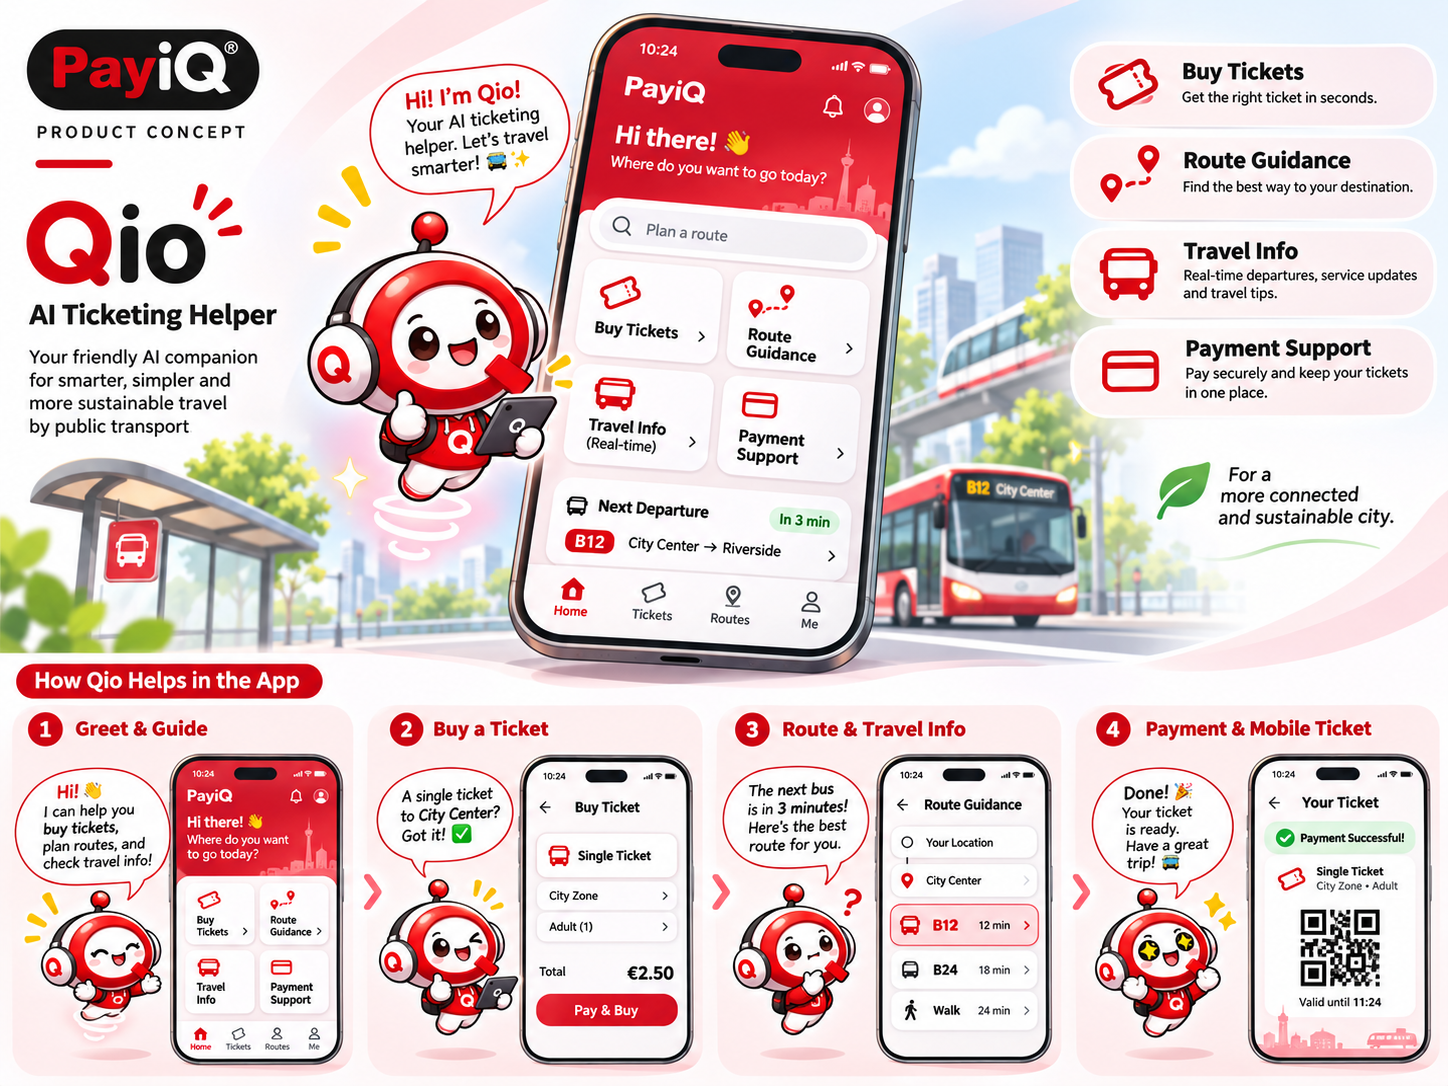 PayiQ®
PRODUCT CONCEPT
Qio
AI Ticketing Helper
Your friendly AI companion
for smarter, simpler and
more sustainable travel
by public transport
Hi! I'm Qio!
Your AI ticketing
helper. Let's travel
smarter! 🚌✨
Q
Q
Q
10:24
PayiQ
Hi there! 👋
Where do you want to go today?
Plan a route
Buy Tickets
Route
Guidance
Travel Info
(Real-time)
Payment
Support
Next Departure
In 3 min
B12 City Center → Riverside
Home
Tickets
Routes
Me
B12 City Center
Buy Tickets
Get the right ticket in seconds.
Route Guidance
Find the best way to your destination.
Travel Info
Real-time departures, service updates
and travel tips.
Payment Support
Pay securely and keep your tickets
in one place.
For a
more connected
and sustainable city.
How Qio Helps in the App
1 Greet & Guide
Hi! 👋
I can help you
buy tickets,
plan routes, and
check travel info!
Q
Q
10:24
PayiQ
Hi there! 👋
Where do you want
to go today?
Buy
Tickets
Route
Guidance
Travel
Info
Payment
Support
Home
Tickets
Routes
Me
2 Buy a Ticket
A single ticket
to City Center?
Got it! ✅
Q
Q
Q
10:24
Buy Ticket
Single Ticket
City Zone
Adult (1)
Total €2.50
Pay & Buy
3 Route & Travel Info
The next bus
is in 3 minutes!
Here's the best
route for you.
?
Q
Q
10:24
Route Guidance
Your Location
City Center
B12 12 min
B24 18 min
Walk 24 min
4 Payment & Mobile Ticket
Done! 🎉
Your ticket
is ready.
Have a great
trip! 🚌
Q
Q
10:24
Your Ticket
Payment Successful!
Single Ticket
City Zone • Adult
Valid until 11:24